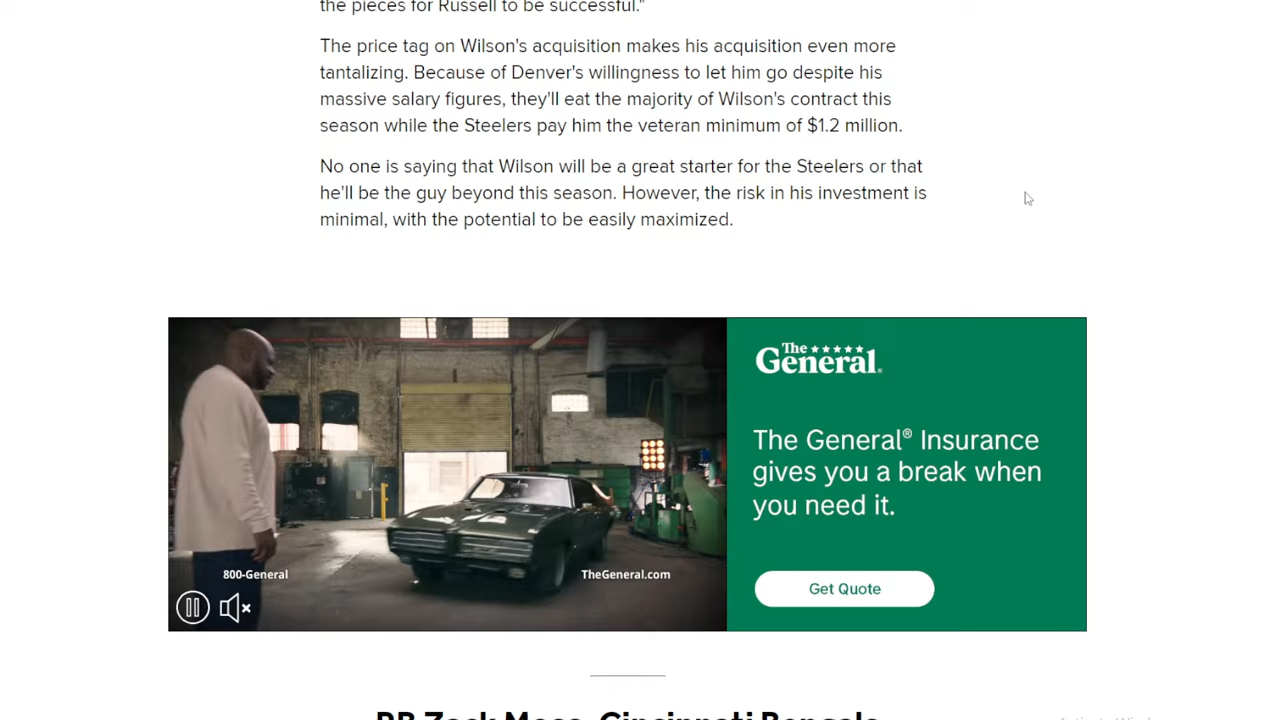 the pieces for Russell to be successful."
The price tag on Wilson's acquisition makes his acquisition even more
tantalizing. Because of Denver's willingness to let him go despite his
massive salary figures, they'll eat the majority of Wilson's contract this
season while the Steelers pay him the veteran minimum of $1.2 million.
No one is saying that Wilson will be a great starter for the Steelers or that
he'll be the guy beyond this season. However, the risk in his investment is
minimal, with the potential to be easily maximized.
The General®
The General® Insurance
gives you a break when
you need it.
800-General
TheGeneral.com
Get Quote
RB Zack Moss, Cincinnati Bengals